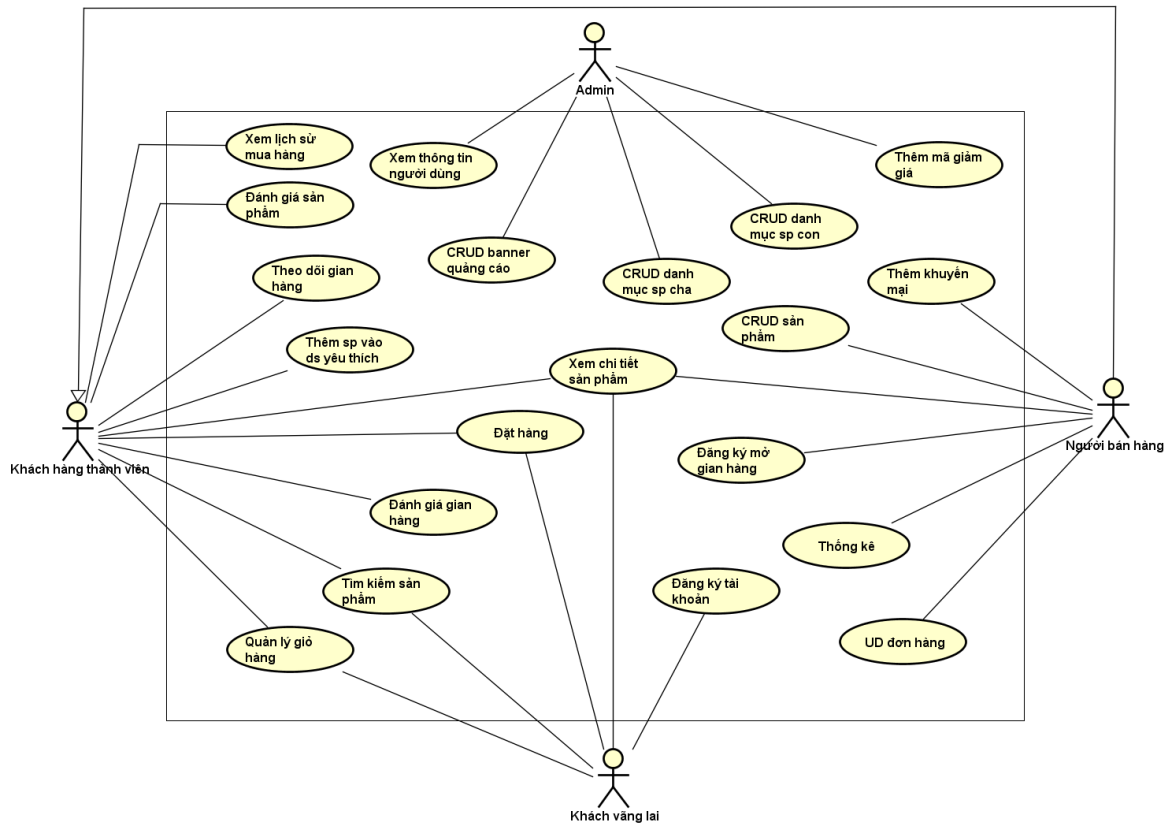 Admin
Xem lịch sử
mua hàng
Xem thông tin
người dùng
Thêm mã giảm
giá
Đánh giá sản
phẩm
CRUD danh
mục sp con
CRUD banner
quảng cáo
Theo dõi gian
hàng
CRUD danh
mục sp cha
Thêm khuyến
mại
CRUD sản
phẩm
Thêm sp vào
ds yêu thích
Xem chi tiết
sản phẩm
Khách hàng thành viên
Đặt hàng
Người bán hàng
Đăng ký mở
gian hàng
Đánh giá gian
hàng
Thống kê
Tìm kiếm sản
phẩm
Đăng ký tài
khoản
Quản lý giỏ
hàng
UD đơn hàng
Khách vãng lai